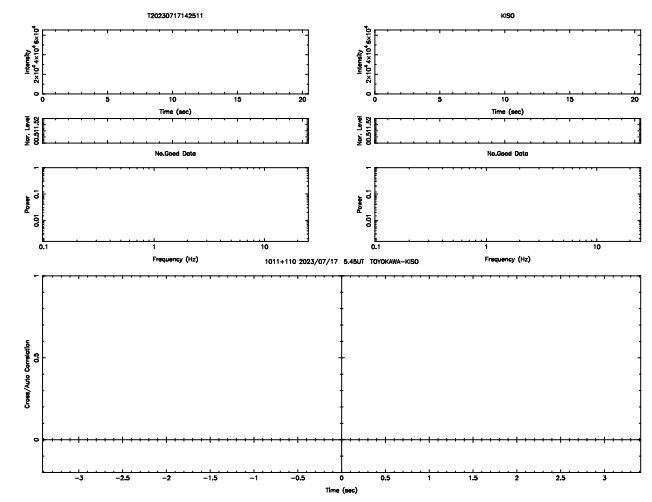 T20230717142511
KISO
Intensity
0 2×10⁴ 4×10⁴ 6×10⁴
0 5 10 15 20
Time (sec)
Intensity
0 2×10⁴ 4×10⁴ 6×10⁴
0 5 10 15 20
Time (sec)
Nor. Level
00.511.52
Nor. Level
00.511.52
No.Good Data
No.Good Data
Power
1
0.1
0.01
0.1 1 10
Frequency (Hz)
Power
1
0.1
0.01
0.1 1 10
Frequency (Hz)
1011+110 2023/07/17 5.45UT TOYOKAWA-KISO
Cross/Auto Correlation
1
0.5
0
-3 -2.5 -2 -1.5 -1 -0.5 0 0.5 1 1.5 2 2.5 3
Time (sec)